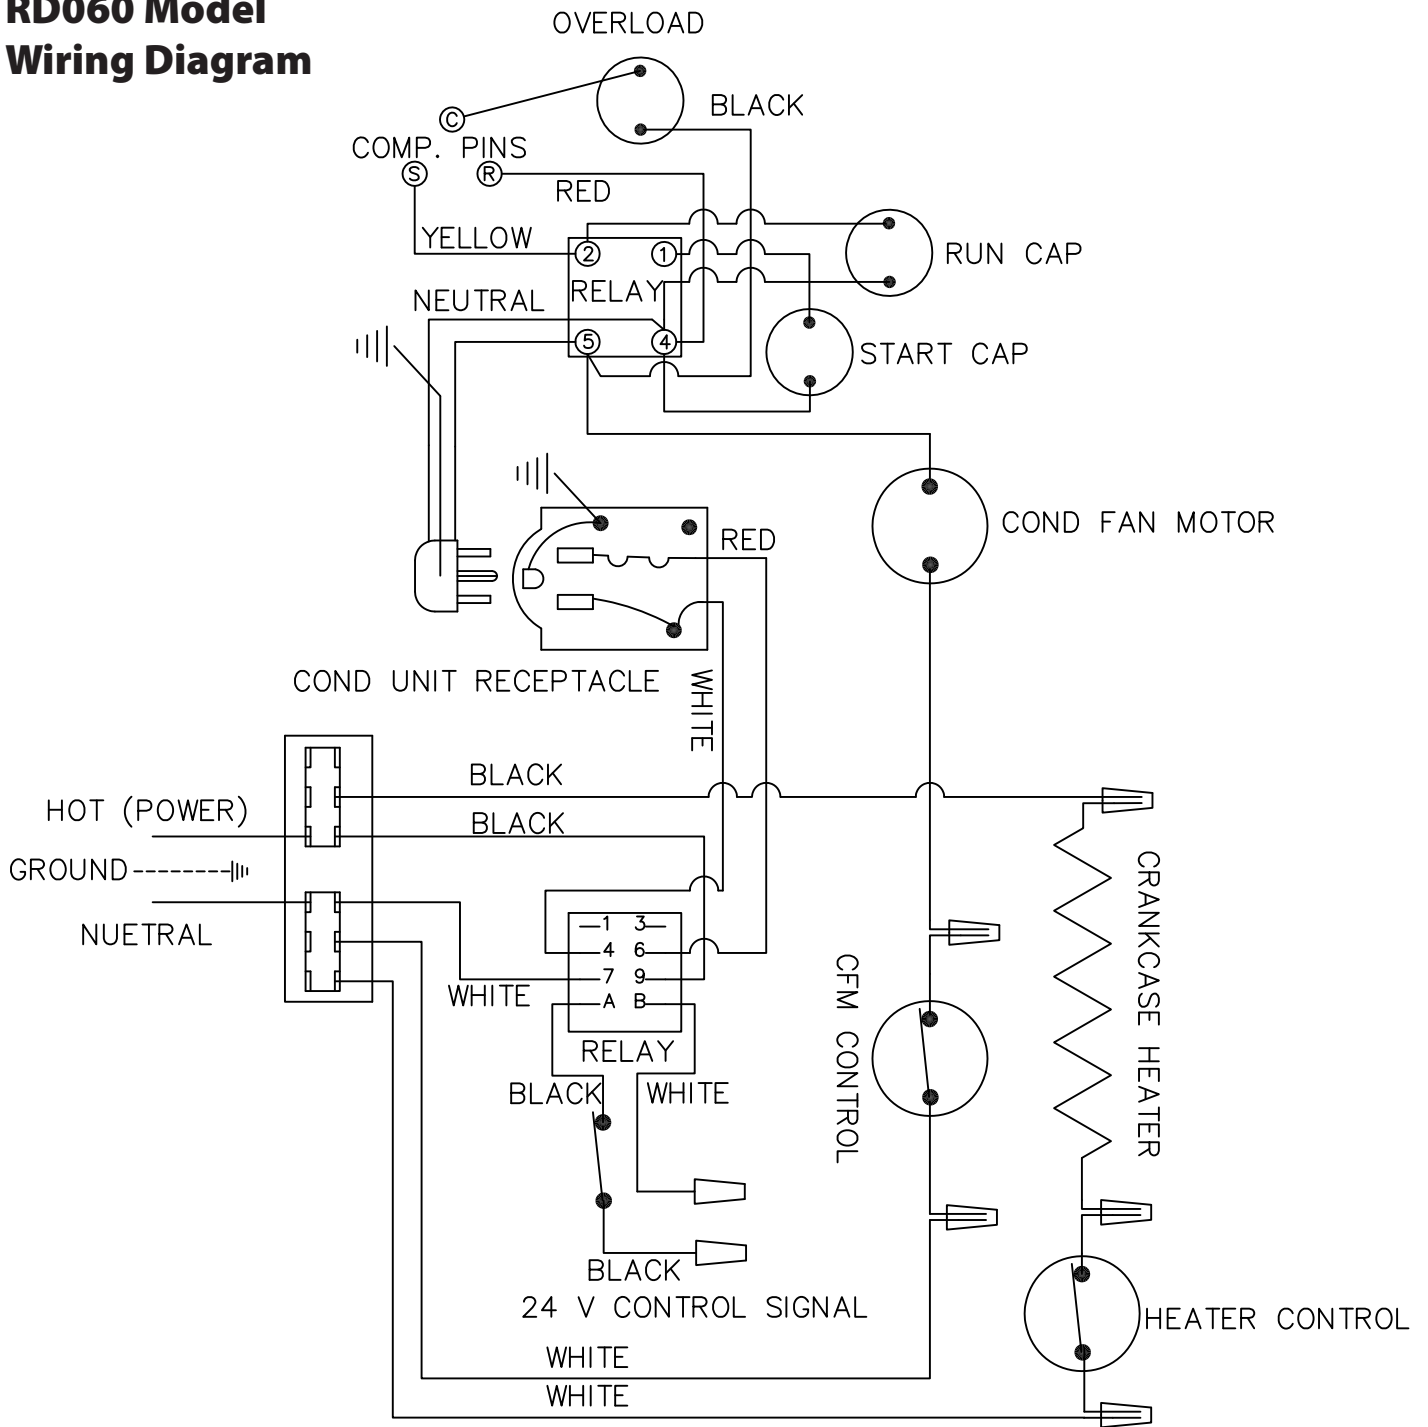 RD060 Model
Wiring Diagram
OVERLOAD
BLACK
C
COMP. PINS
S
R
RED
YELLOW
2
1
RUN CAP
RELAY
NEUTRAL
5
4
START CAP
COND FAN MOTOR
RED
COND UNIT RECEPTACLE
WHITE
BLACK
HOT (POWER)
BLACK
GROUND
NUETRAL
1 3
4 6
7 9
A B
WHITE
RELAY
BLACK
WHITE
CFM CONTROL
CRANKCASE HEATER
BLACK
24 V CONTROL SIGNAL
HEATER CONTROL
WHITE
WHITE